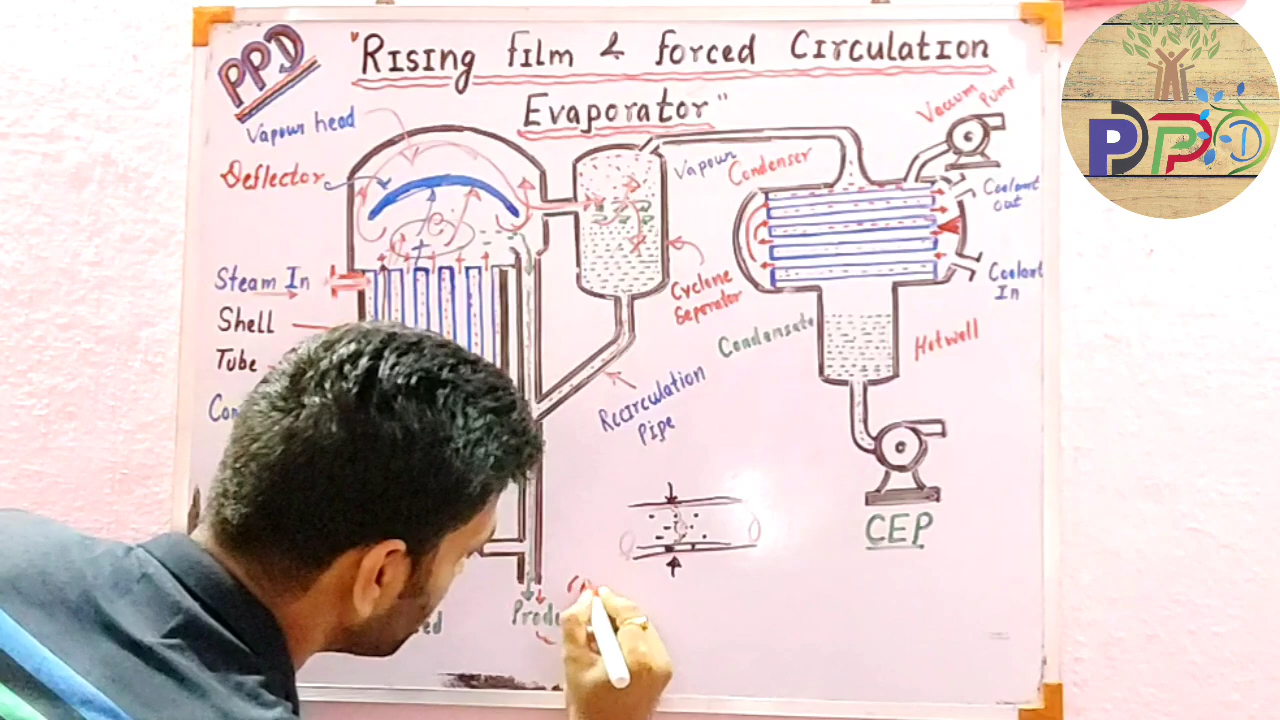 PPD
"Rising film & forced Circulation
Evaporator"
Vapour head
Deflector
Steam In
Shell
Tube
Vapour
Condenser
Vacuum Pump
Coolant
out
Coolant
In
Cyclone
Seperator
Recirculation
Pipe
Condensate
Hotwell
CEP
PPD